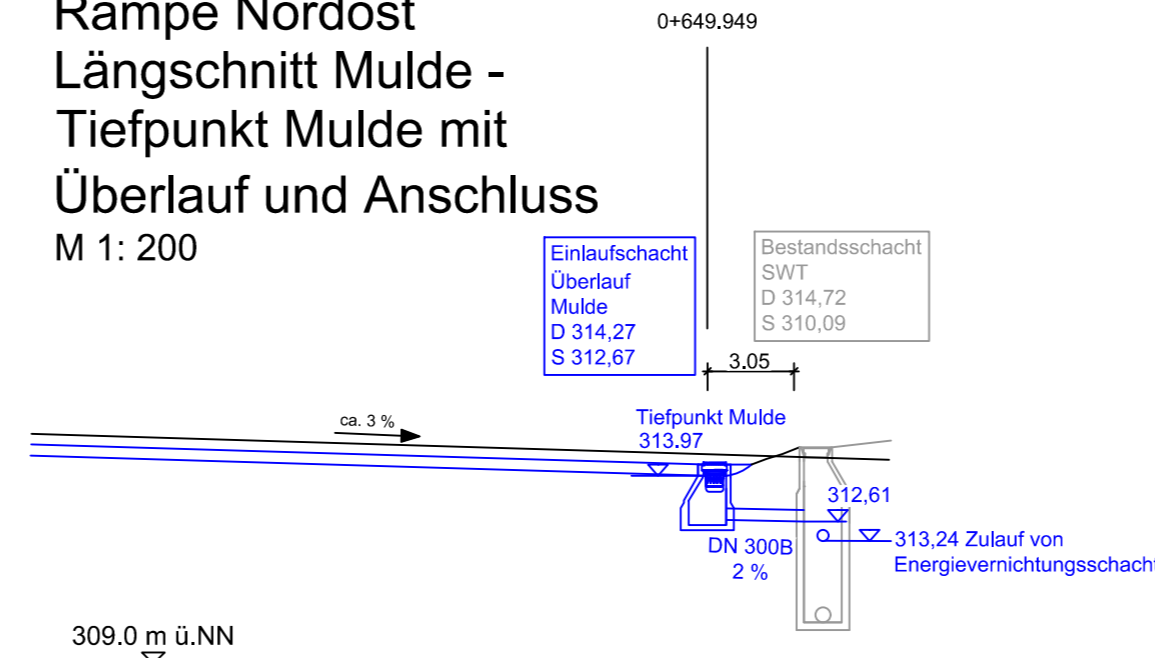 Rampe Nordost
Längschnitt Mulde -
Tiefpunkt Mulde mit
Überlauf und Anschluss
M 1: 200
0+649.949
Einlaufschacht
Überlauf
Mulde
D 314,27
S 312,67
Bestandsschacht
SWT
D 314,72
S 310,09
3.05
ca. 3 %
Tiefpunkt Mulde
313.97
312,61
DN 300B
2 %
313,24 Zulauf von
Energievernichtungsschacht
309.0 m ü.NN